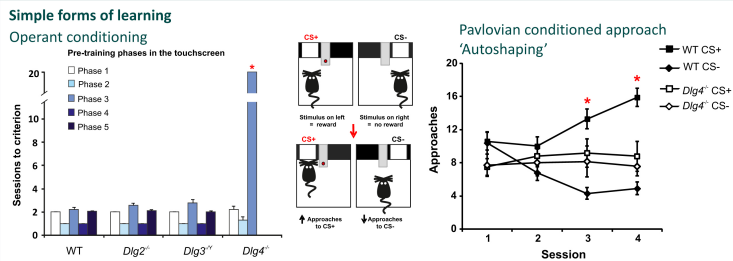 Simple forms of learning
Operant conditioning
Pre-training phases in the touchscreen
Sessions to criterion
20
10
8
6
4
2
0
*
Phase 1
Phase 2
Phase 3
Phase 4
Phase 5
WT
Dlg2-/-
Dlg3-/Y
Dlg4-/-
CS+
CS-
Stimulus on left
= reward
Stimulus on right
= no reward
CS+
CS-
Approaches
to CS+
Approaches
to CS-
Pavlovian conditioned approach
‘Autoshaping’
WT CS+
WT CS-
Dlg4-/- CS+
Dlg4-/- CS-
Approaches
20
16
12
8
4
0
*
*
1
2
3
4
Session